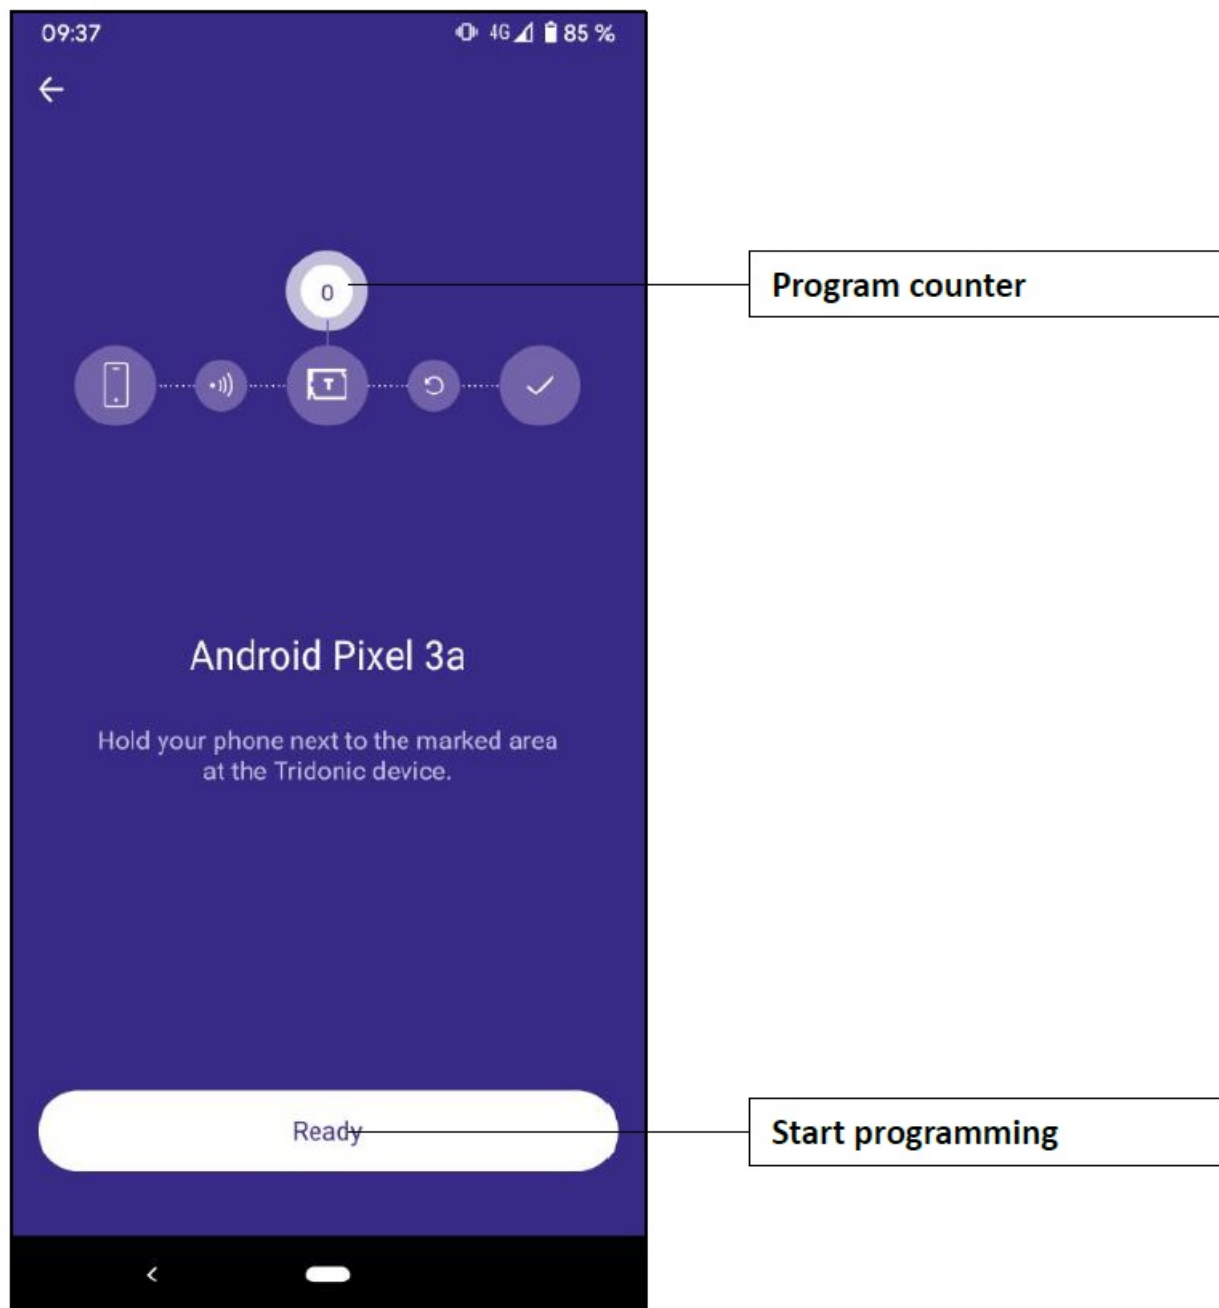 09:37 4G 85 %
0
Program counter
T
Android Pixel 3a
Hold your phone next to the marked area
at the Tridonic device.
Ready
Start programming